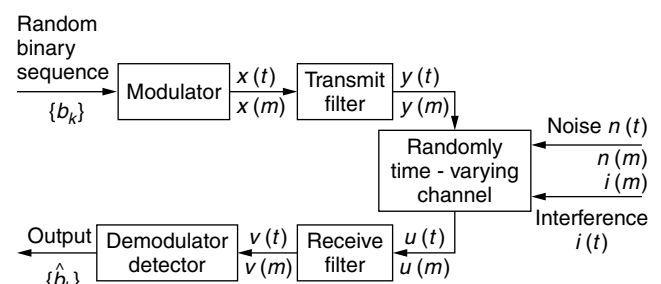 Random
binary
sequence
{b_k}
Modulator
x (t)
x (m)
Transmit
filter
y (t)
y (m)
Randomly
time - varying
channel
Noise n (t)
n (m)
i (m)
Interference
i (t)
Output
Demodulator
detector
v (t)
v (m)
Receive
filter
u (t)
u (m)